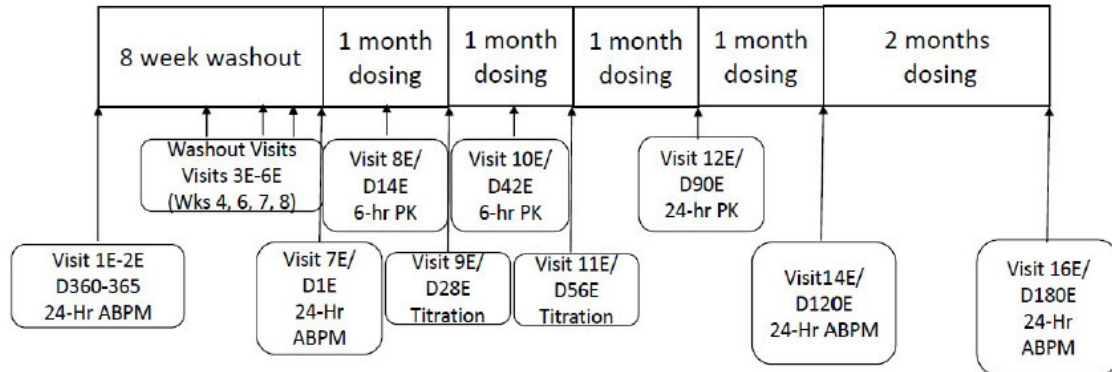 8 week washout
1 month
dosing
1 month
dosing
1 month
dosing
1 month
dosing
2 months
dosing
Washout Visits
Visits 3E-6E
(Wks 4, 6, 7, 8)
Visit 8E/
D14E
6-hr PK
Visit 10E/
D42E
6-hr PK
Visit 12E/
D90E
24-hr PK
Visit 1E-2E
D360-365
24-Hr ABPM
Visit 7E/
D1E
24-Hr
ABPM
Visit 9E/
D28E
Titration
Visit 11E/
D56E
Titration
Visit14E/
D120E
24-Hr ABPM
Visit 16E/
D180E
24-Hr
ABPM